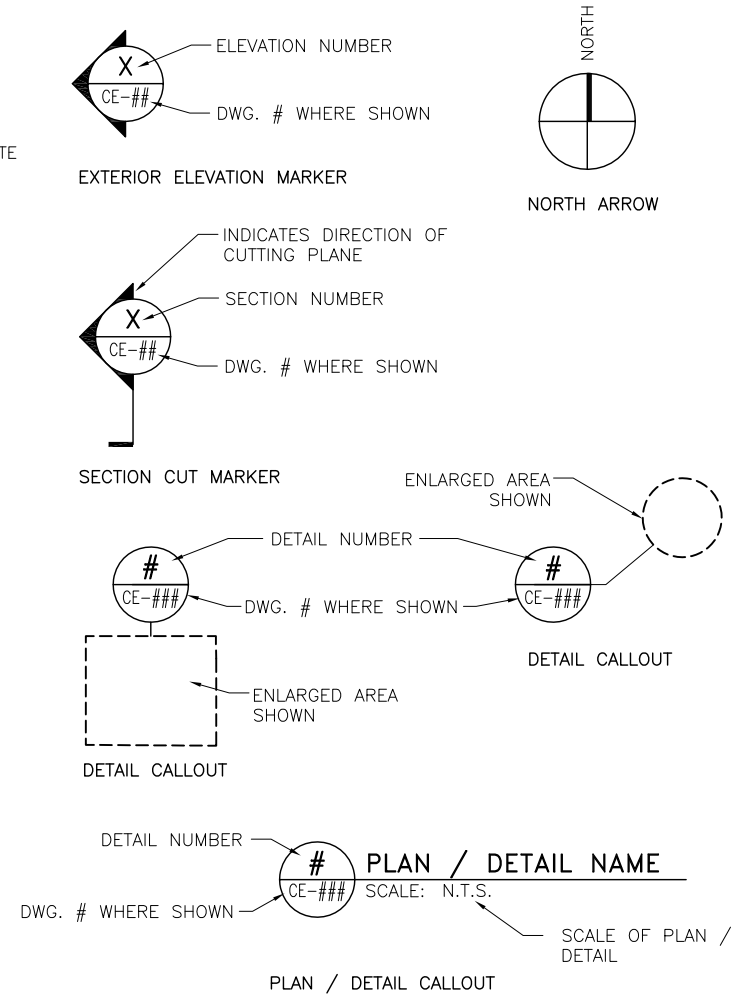 X
CE-##
ELEVATION NUMBER
DWG. # WHERE SHOWN
TE
EXTERIOR ELEVATION MARKER
NORTH
NORTH ARROW
INDICATES DIRECTION OF
CUTTING PLANE
X
CE-##
SECTION NUMBER
DWG. # WHERE SHOWN
SECTION CUT MARKER
ENLARGED AREA
SHOWN
#
CE-###
DETAIL NUMBER
DWG. # WHERE SHOWN
#
CE-###
DETAIL CALLOUT
ENLARGED AREA
SHOWN
DETAIL CALLOUT
DETAIL NUMBER
#
CE-###
DWG. # WHERE SHOWN
PLAN / DETAIL NAME
SCALE: N.T.S.
SCALE OF PLAN /
DETAIL
PLAN / DETAIL CALLOUT